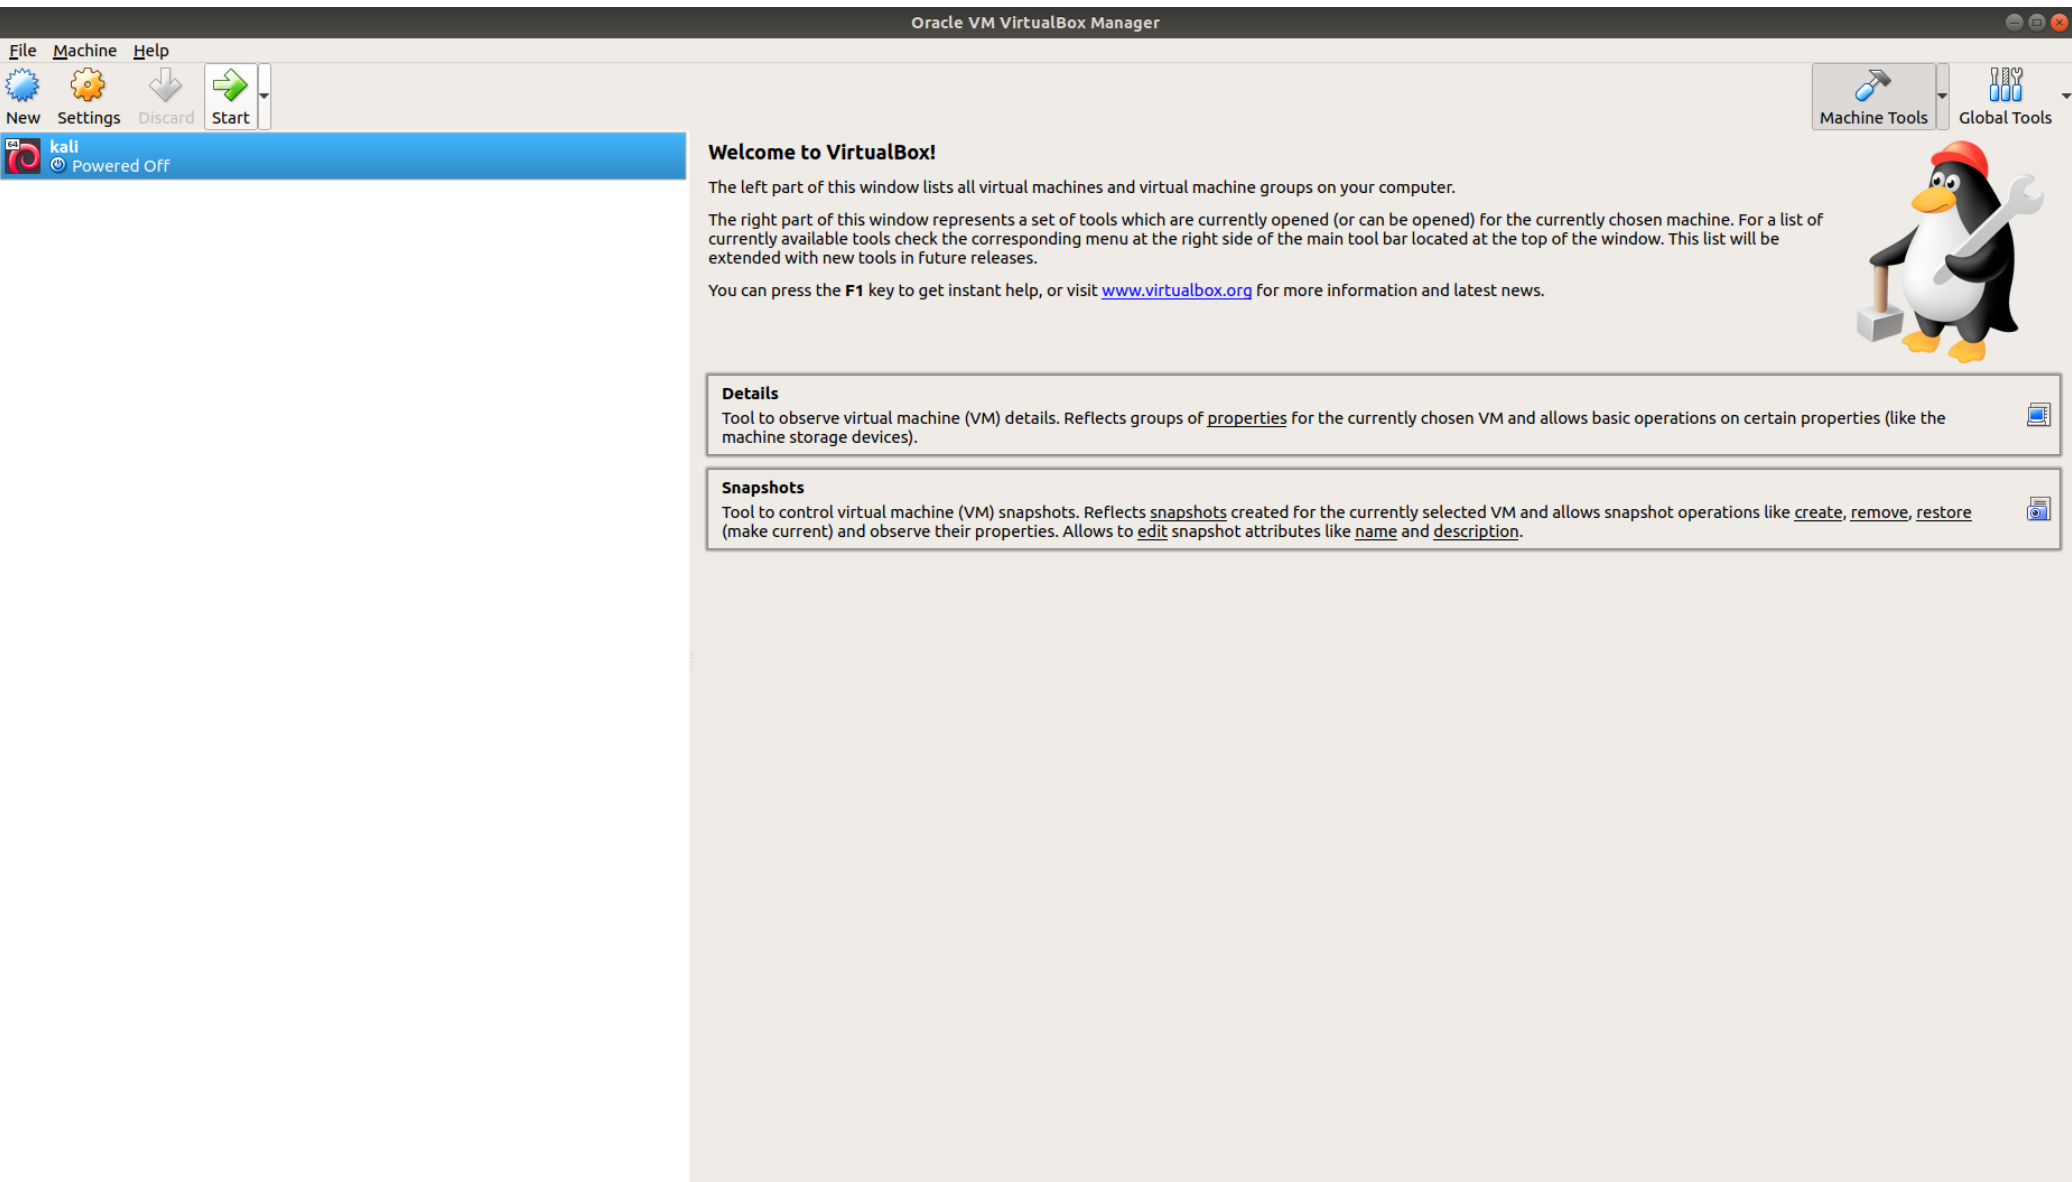 Oracle VM VirtualBox Manager
File Machine Help
New Settings Discard Start
Machine Tools Global Tools
64
kali
Powered Off
Welcome to VirtualBox!
The left part of this window lists all virtual machines and virtual machine groups on your computer.
The right part of this window represents a set of tools which are currently opened (or can be opened) for the currently chosen machine. For a list of
currently available tools check the corresponding menu at the right side of the main tool bar located at the top of the window. This list will be
extended with new tools in future releases.
You can press the F1 key to get instant help, or visit www.virtualbox.org for more information and latest news.
Details
Tool to observe virtual machine (VM) details. Reflects groups of properties for the currently chosen VM and allows basic operations on certain properties (like the
machine storage devices).
Snapshots
Tool to control virtual machine (VM) snapshots. Reflects snapshots created for the currently selected VM and allows snapshot operations like create, remove, restore
(make current) and observe their properties. Allows to edit snapshot attributes like name and description.